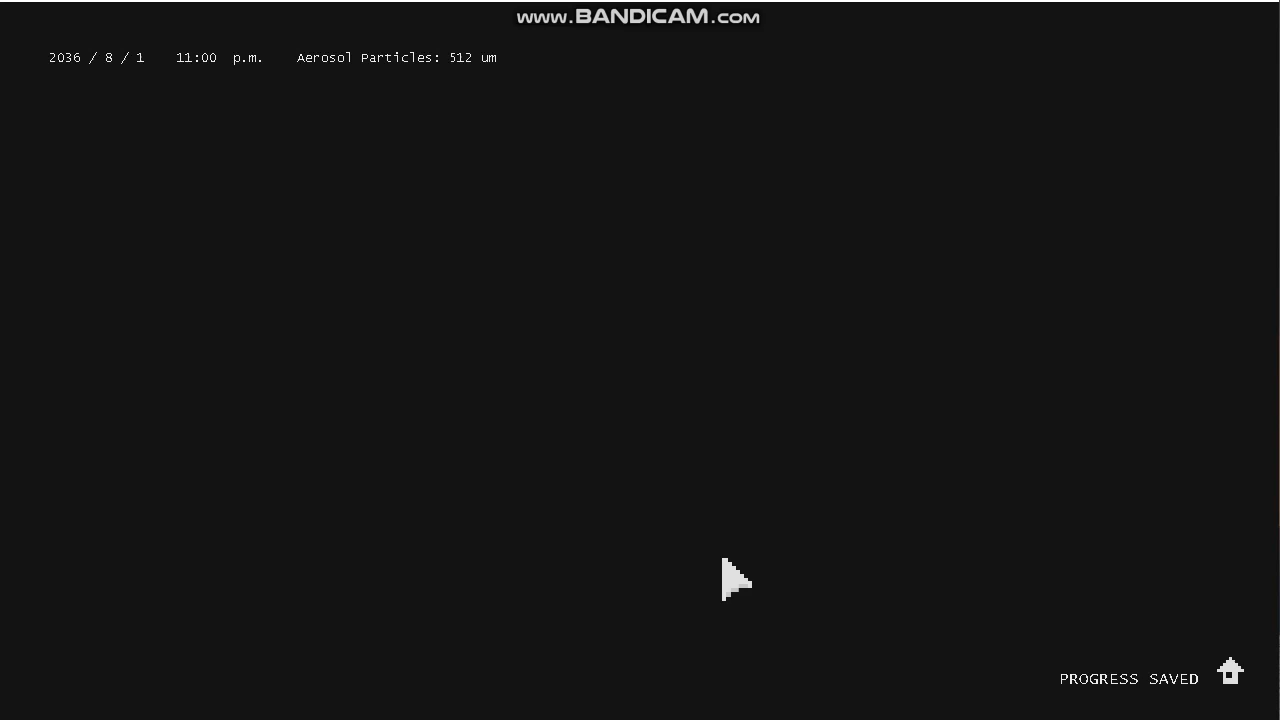 www.BANDICAM.com
2036 / 8 / 1 11:00 p.m. Aerosol Particles: 512 um
PROGRESS SAVED